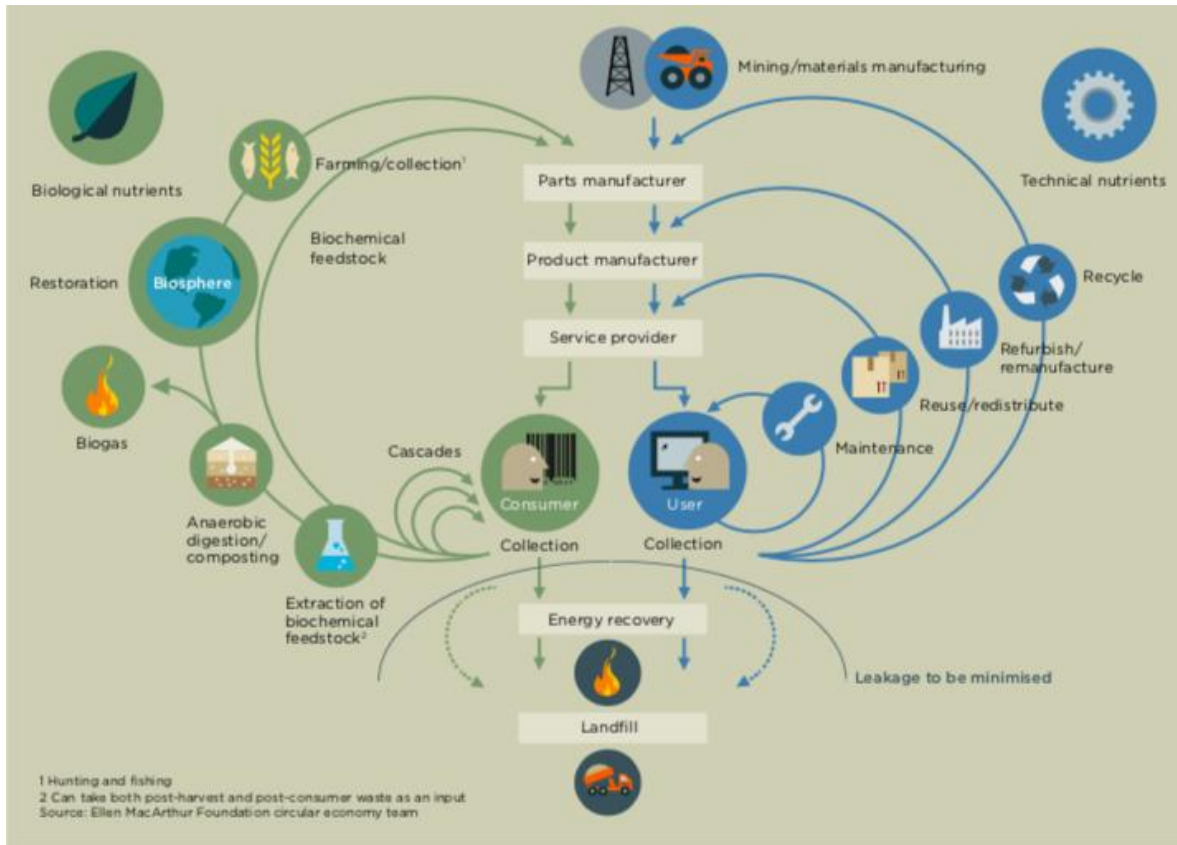 Mining/materials manufacturing
Biological nutrients
Farming/collection¹
Parts manufacturer
Technical nutrients
Biochemical
feedstock
Product manufacturer
Restoration
Biosphere
Recycle
Service provider
Refurbish/
remanufacture
Reuse/redistribute
Biogas
Cascades
Maintenance
Consumer
User
Anaerobic
digestion/
composting
Collection
Collection
Extraction of
biochemical
feedstock²
Energy recovery
Leakage to be minimised
Landfill
1 Hunting and fishing
2 Can take both post-harvest and post-consumer waste as an input
Source: Ellen MacArthur Foundation circular economy team